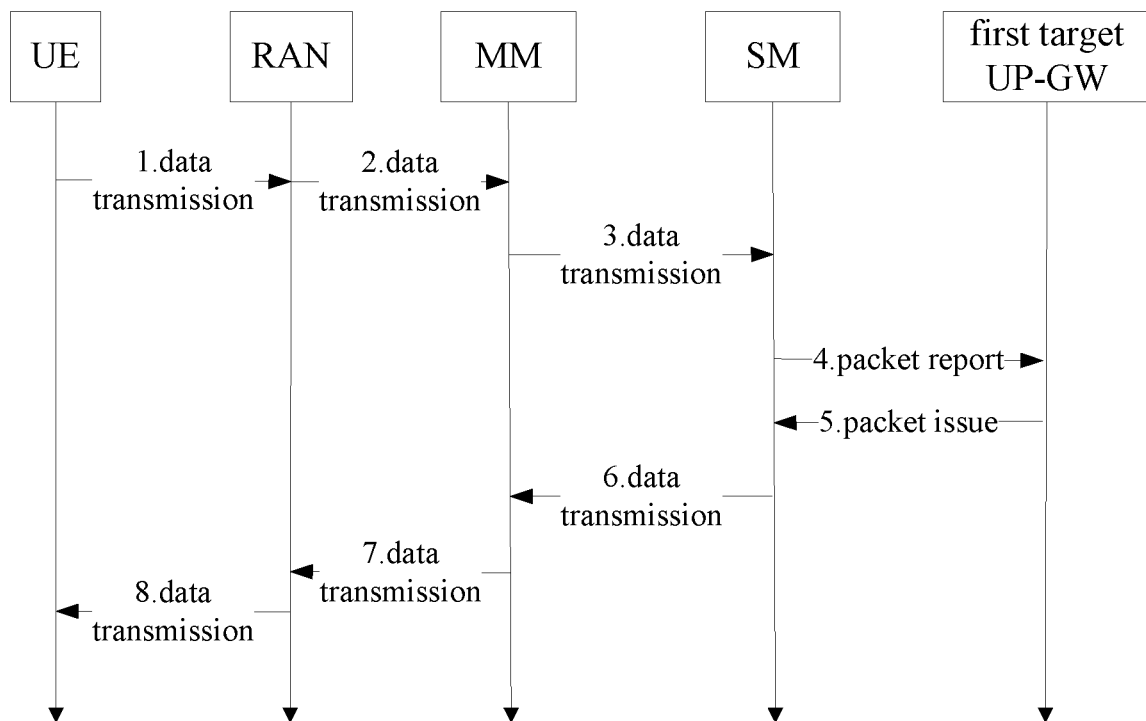 UE
RAN
MM
SM
first target
UP-GW
1.data
transmission
2.data
transmission
3.data
transmission
4.packet report
5.packet issue
6.data
transmission
7.data
transmission
8.data
transmission